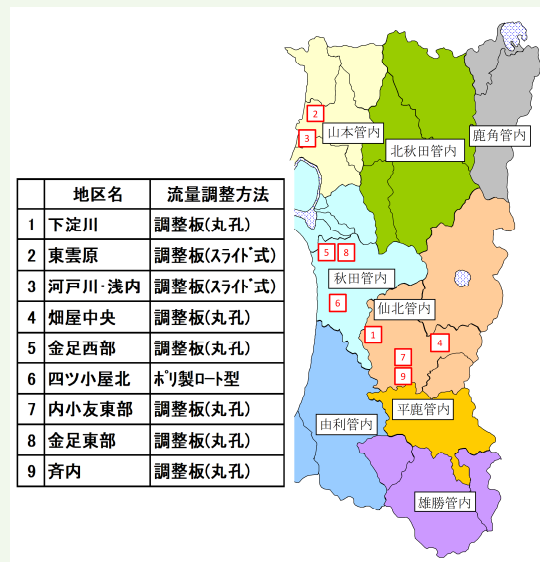 地区名 流量調整方法
1 下淀川 調整板(丸孔)
2 東雲原 調整板(スライド式)
3 河戸川・浅内 調整板(スライド式)
4 畑屋中央 調整板(丸孔)
5 金足西部 調整板(丸孔)
6 四ツ小屋北 ポリ製ロート型
7 内小友東部 調整板(丸孔)
8 金足東部 調整板(丸孔)
9 斉内 調整板(丸孔)
2
山本管内
3
鹿角管内
北秋田管内
5 8
秋田管内
6
仙北管内
1
4
7
9
平鹿管内
由利管内
雄勝管内